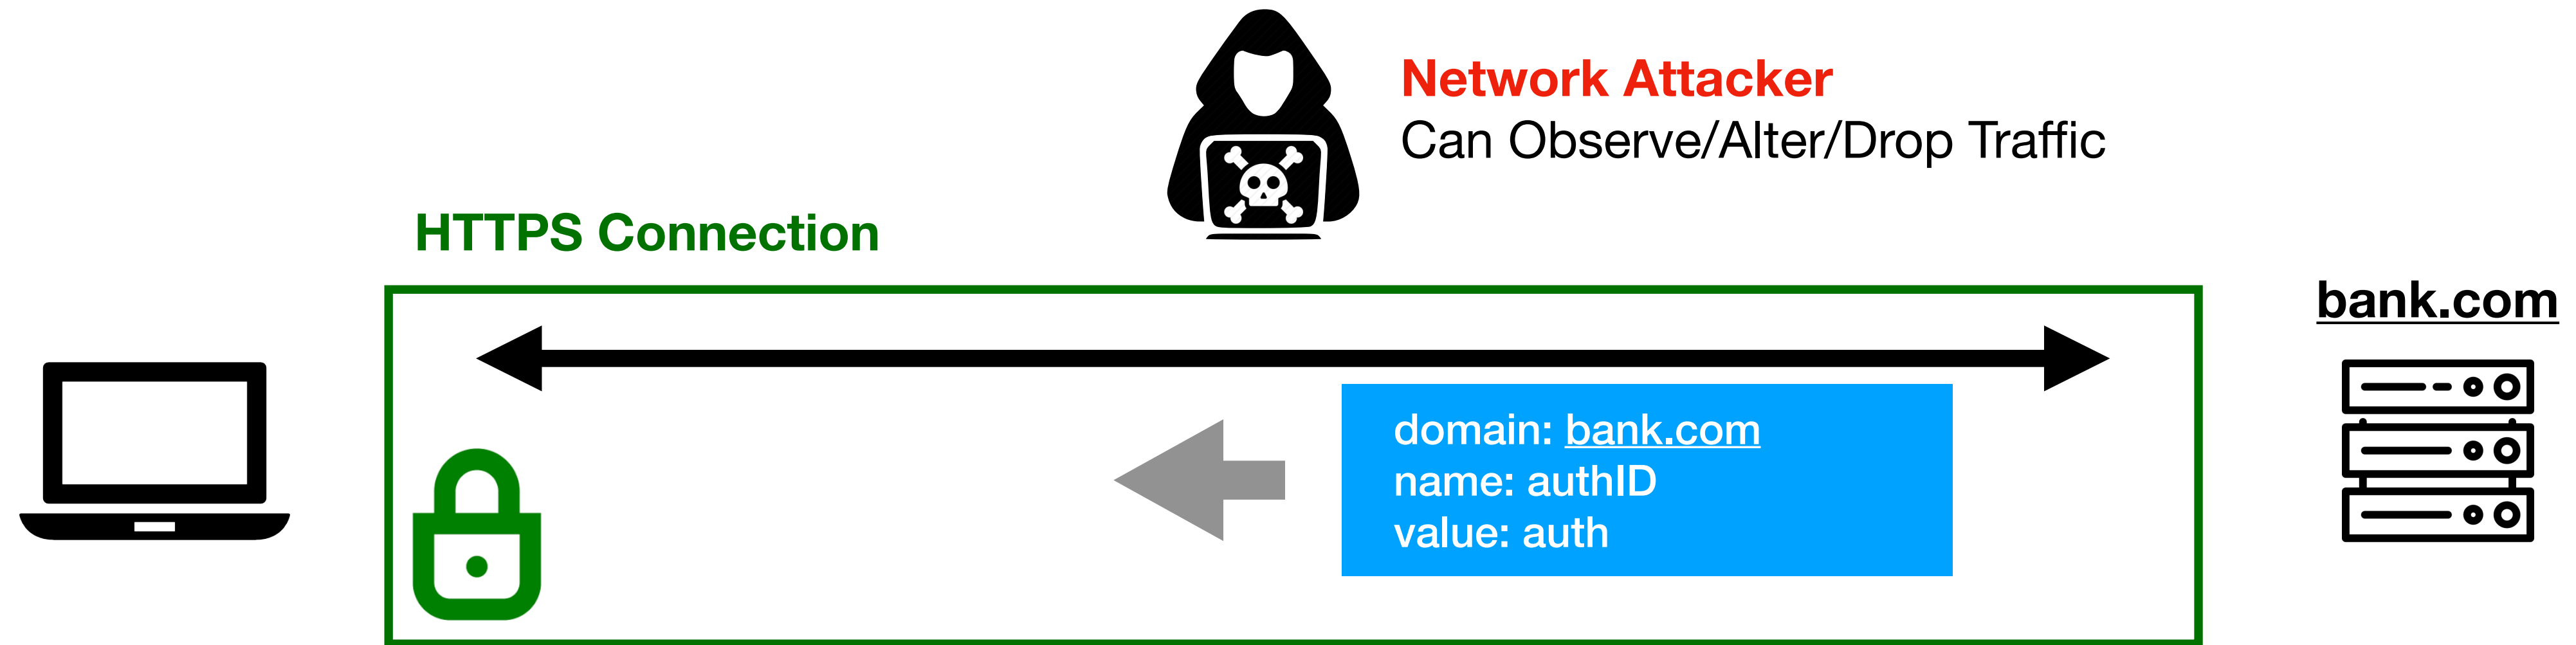 Network Attacker
Can Observe/Alter/Drop Traffic
HTTPS Connection
bank.com
domain: bank.com
name: authID
value: auth